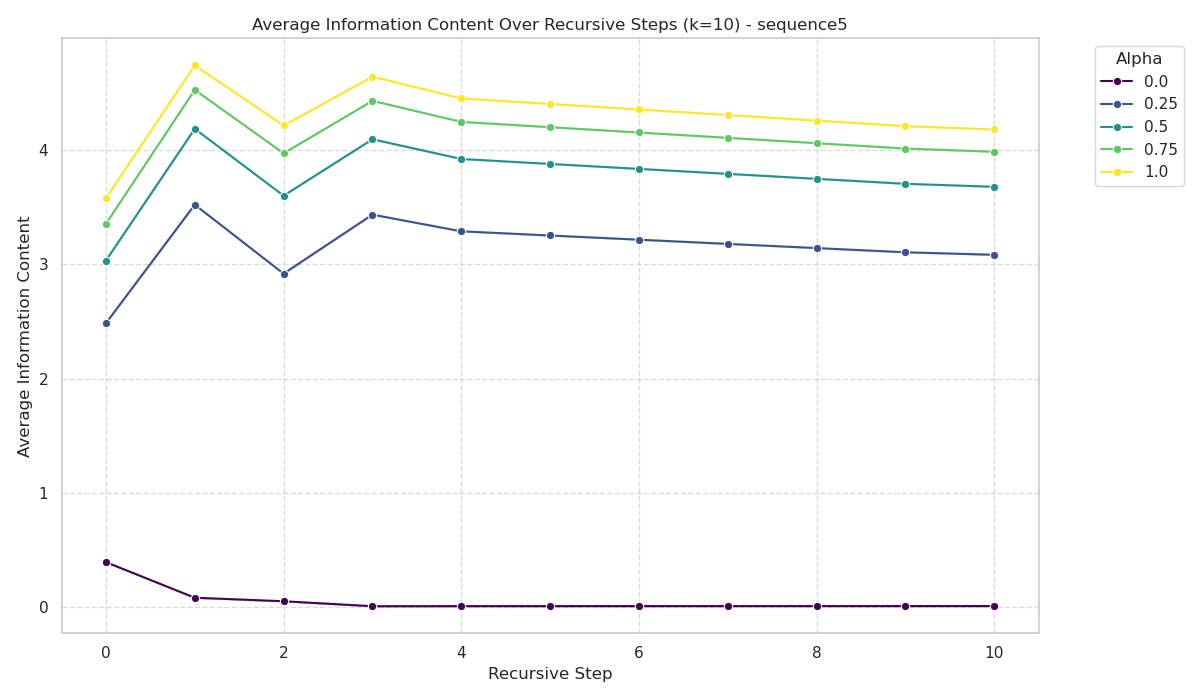 Average Information Content Over Recursive Steps (k=10) - sequence5
Average Information Content
4
3
2
1
0
0 2 4 6 8 10
Recursive Step
Alpha
0.0
0.25
0.5
0.75
1.0